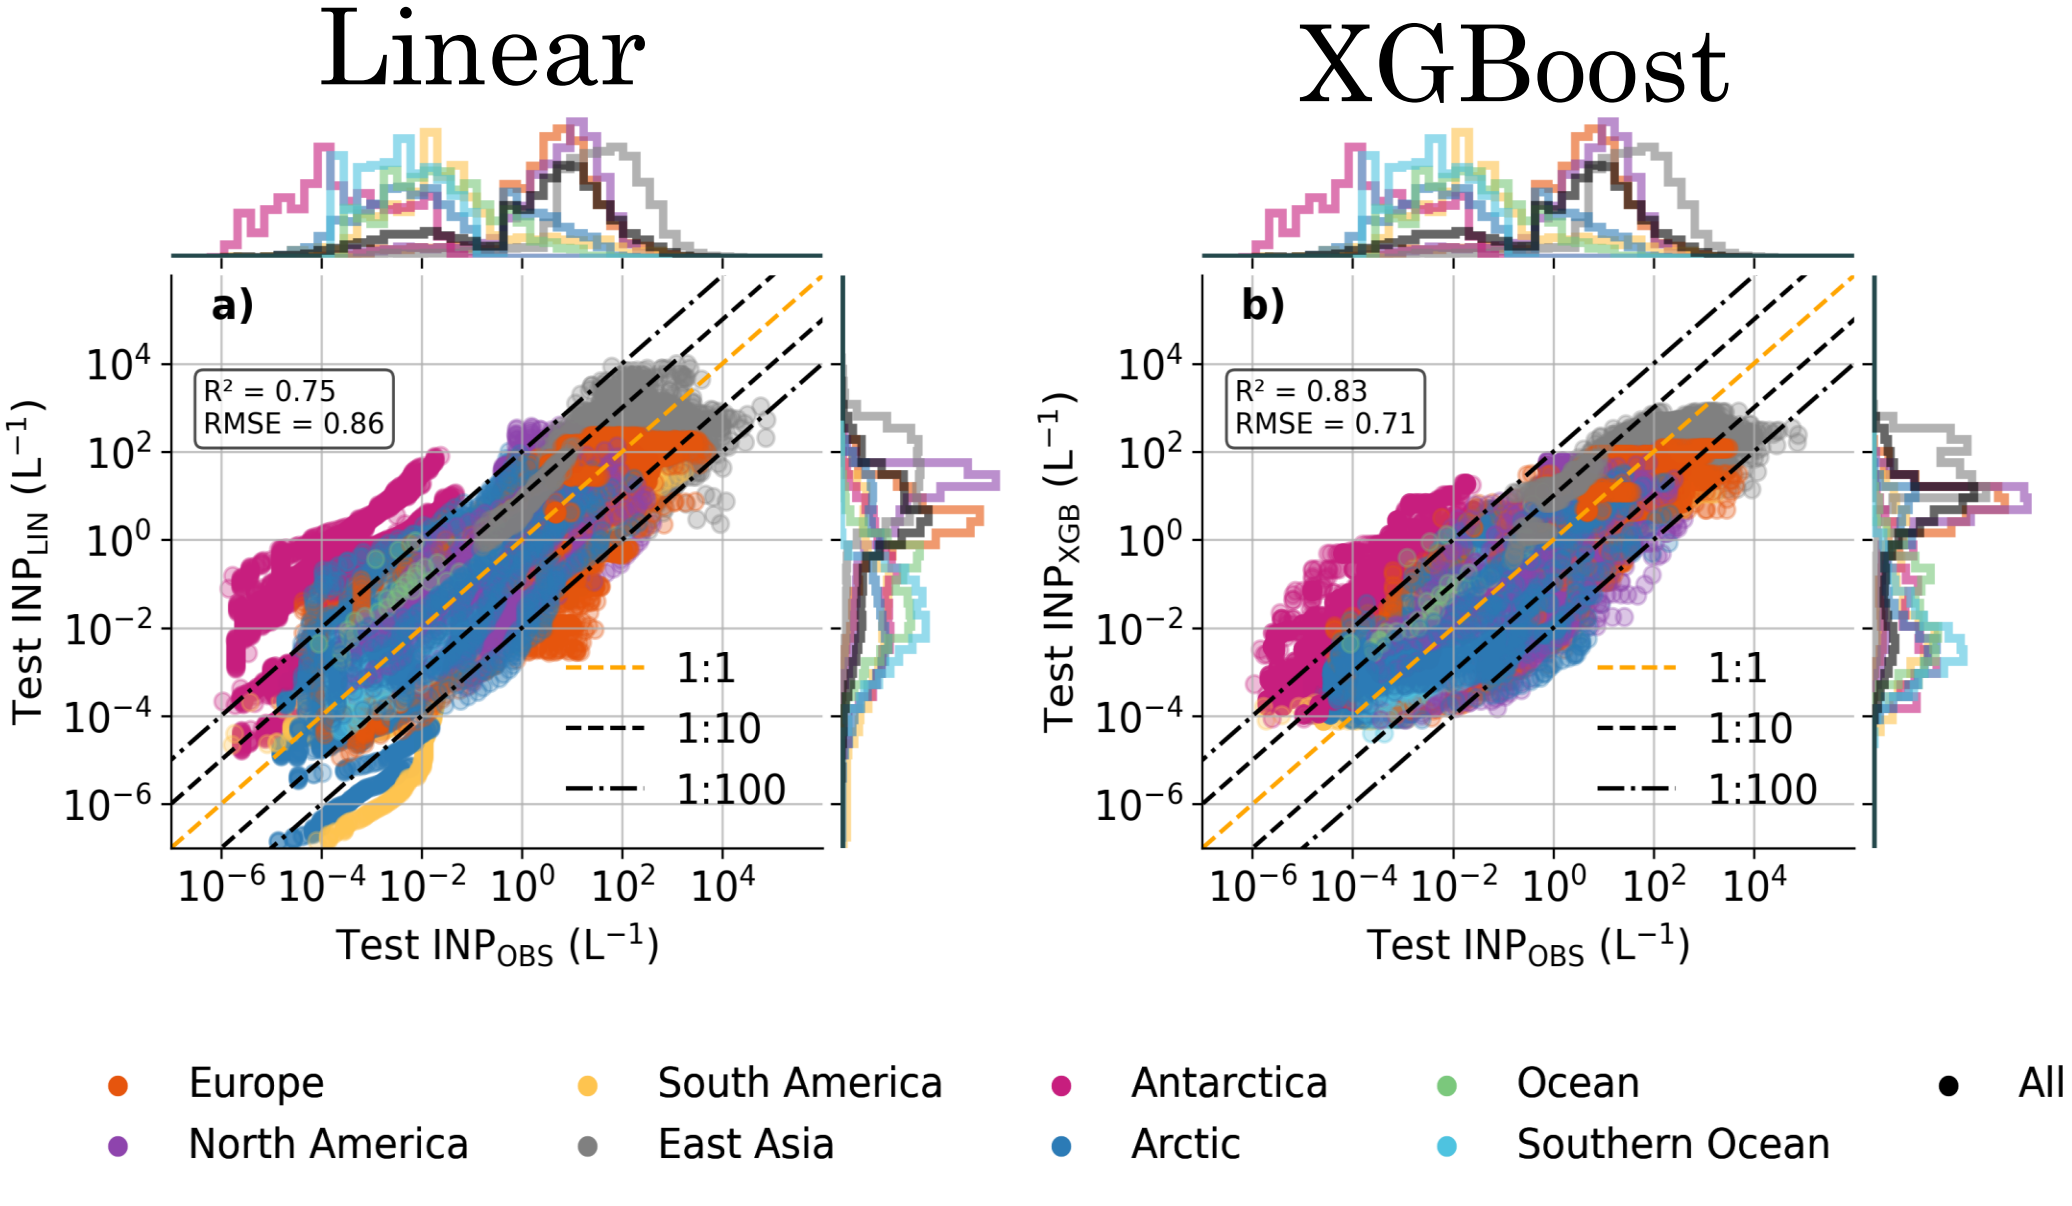 Linear
XGBoost
a)
R² = 0.75
RMSE = 0.86
10⁴
10²
10⁰
10⁻²
10⁻⁴
10⁻⁶
Test INP_LIN (L⁻¹)
1:1
1:10
1:100
10⁻⁶ 10⁻⁴ 10⁻² 10⁰ 10² 10⁴
Test INP_OBS (L⁻¹)
b)
R² = 0.83
RMSE = 0.71
10⁴
10²
10⁰
10⁻²
10⁻⁴
10⁻⁶
Test INP_XGB (L⁻¹)
1:1
1:10
1:100
10⁻⁶ 10⁻⁴ 10⁻² 10⁰ 10² 10⁴
Test INP_OBS (L⁻¹)
Europe South America Antarctica Ocean All
North America East Asia Arctic Southern Ocean